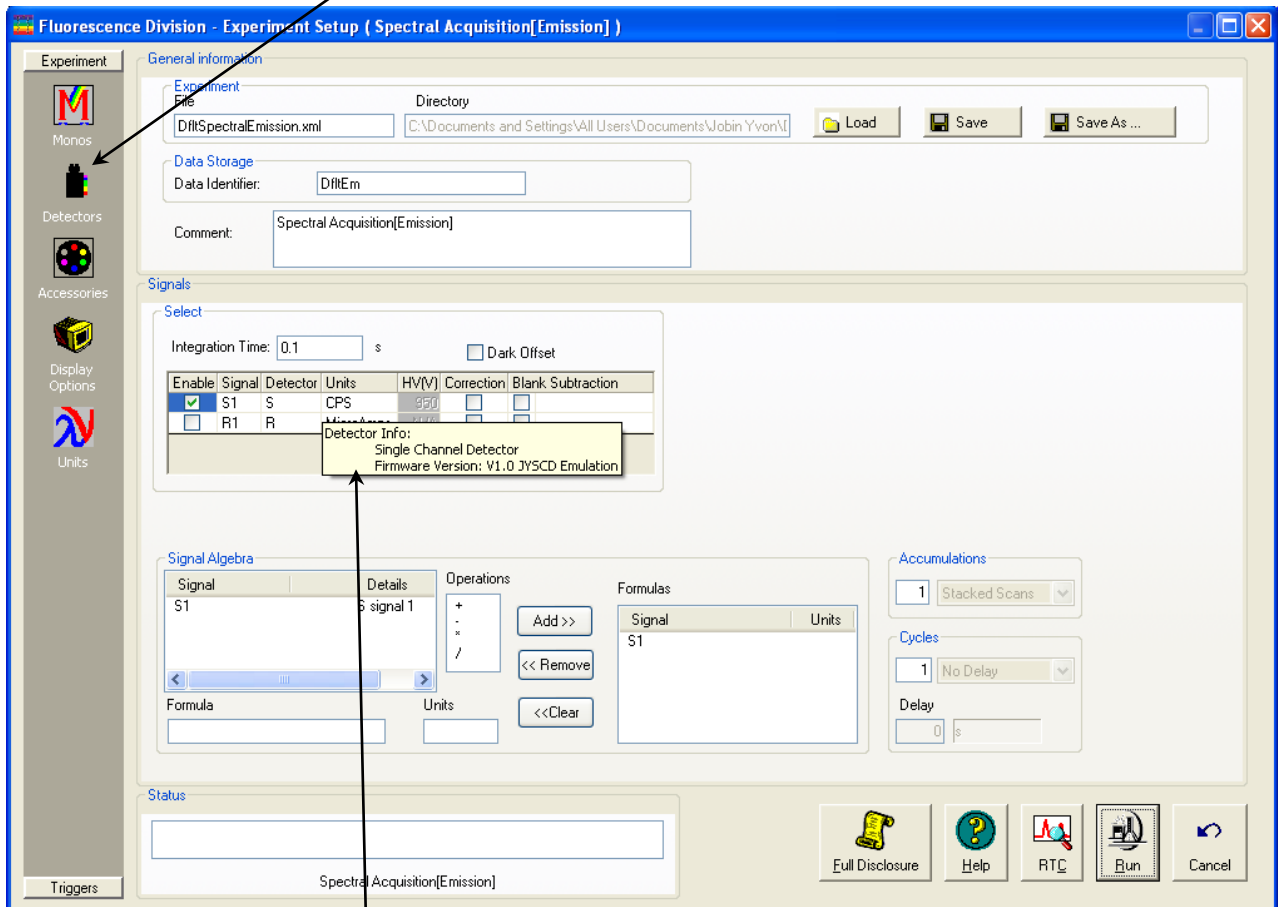 Fluorescence Division - Experiment Setup ( Spectral Acquisition[Emission] )
Experiment
Monos
Detectors
Accessories
Display
Options
Units
Triggers
General information
Experiment
File Directory
DfltSpectralEmission.xml C:\Documents and Settings\All Users\Documents\Jobin Yvon\ Load Save Save As ...
Data Storage
Data Identifier: DfltEm
Comment: Spectral Acquisition[Emission]
Signals
Select
Integration Time: 0.1 s Dark Offset
Enable Signal Detector Units HV(V) Correction Blank Subtraction
S1 S CPS 950
R1 R
Detector Info:
Single Channel Detector
Firmware Version: V1.0 JYSCD Emulation
Signal Algebra
Signal Details
S1 S signal 1
Operations
+
-
*
/
Add >>
<< Remove
<<Clear
Formulas
Signal Units
S1
Formula Units
Accumulations
1 Stacked Scans
Cycles
1 No Delay
Delay
0 s
Status
Spectral Acquisition[Emission]
Full Disclosure Help RTC Run Cancel